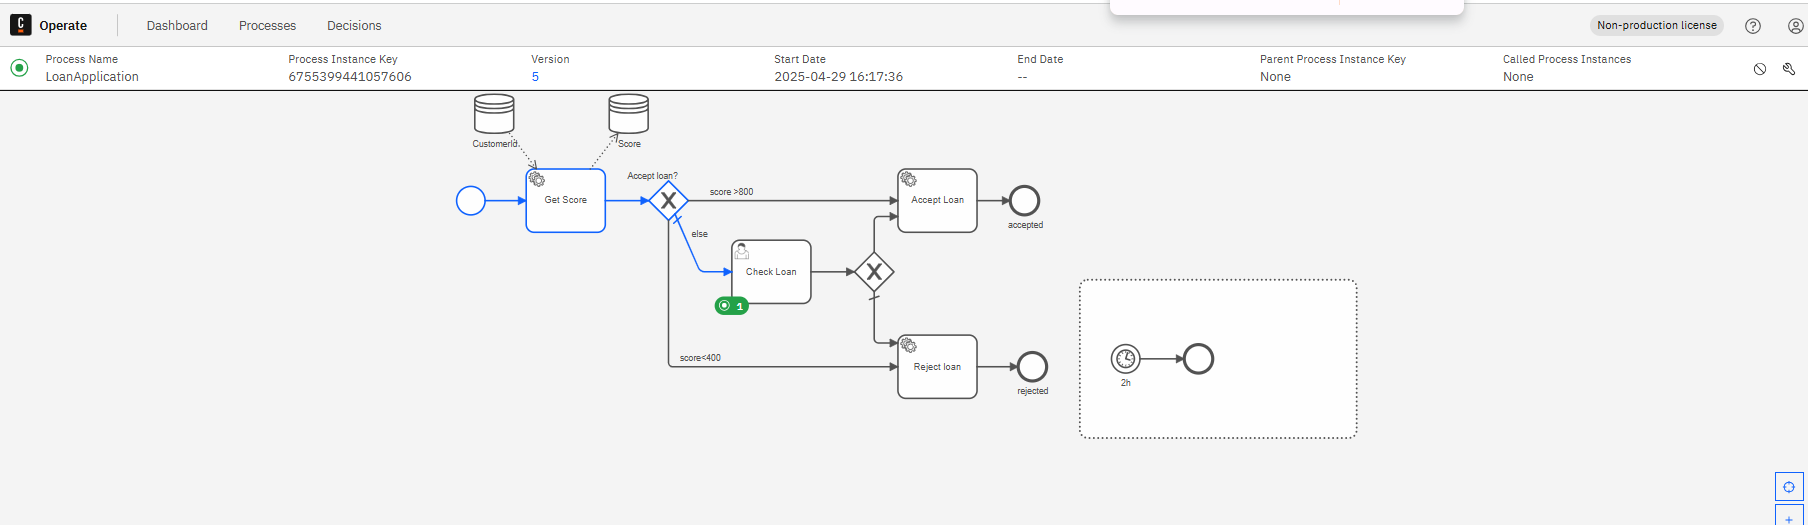 C Operate Dashboard Processes Decisions Non-production license
Process Name Process Instance Key Version Start Date End Date Parent Process Instance Key Called Process Instances
LoanApplication 6755399441057606 5 2025-04-29 16:17:36 -- None None
CustomerId Score
Accept loan?
score >800
Get Score X Accept Loan
accepted
else
Check Loan X
1
score<400
Reject loan
2h
rejected